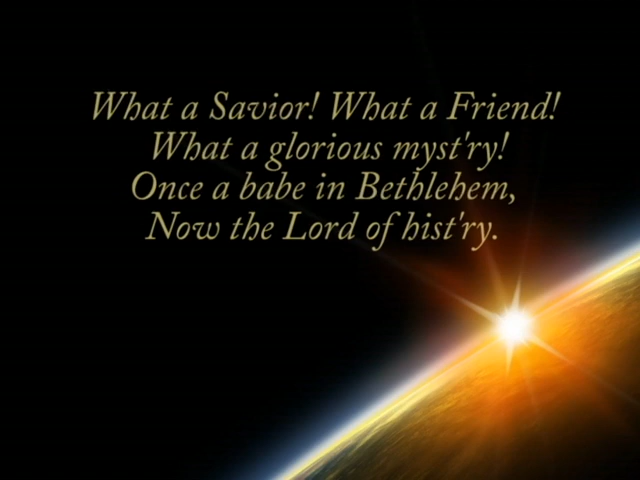 What a Savior! What a Friend!
What a glorious myst'ry!
Once a babe in Bethlehem,
Now the Lord of hist'ry.